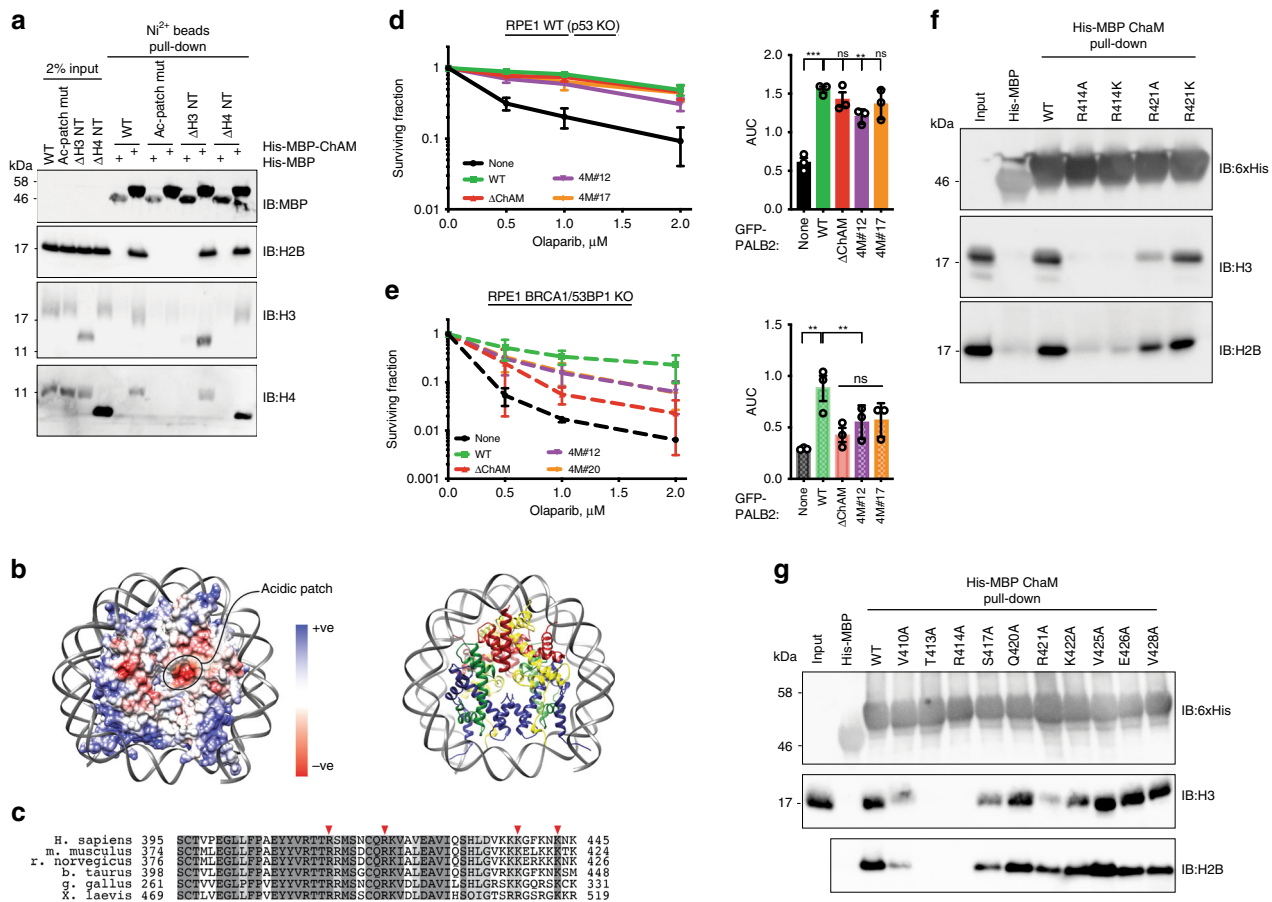 a
Ni2+ beads
pull-down
2% input
WT
Ac-patch mut
ΔH3 NT
ΔH4 NT
WT
Ac-patch mut
ΔH3 NT
ΔH4 NT
+ + + + His-MBP-ChAM
+ + + + His-MBP
kDa
58
46
IB:MBP
17
IB:H2B
17
11
IB:H3
11
IB:H4
b
Acidic patch
+ve
–ve
c
H. sapiens 395 SCTVPEGLLFPAEYYVRTTRSMSNCQRKVAVEAVIQSHLDVKKKGFKNKNK 445
m. musculus 374 SCTMLEGLLFPAEYYVRTTRSMSDCQRKVALEAVIQSHLGVKKKGFKNKTK 424
r. norvegicus 376 SCTMLEGLLFPAEYYVRTTRSMSNCQRKVALEAVIQSHLGVKKKGFKNKNK 426
b. taurus 398 SCTVLEGLLFPAEYYVRTTRSMSNCQRKVALEAVIQSHLGVRKKGFKNKSM 448
g. gallus 261 SCTVLEGLLFPVEYYVRTTRRMSNCQRKVDLEAVILSHLGRSKKGQRSKCK 331
X. laevis 469 SCTLLEGLLFPAEYYVRTTRRMTSCQRKVDLDAVIHSQIGTSRRGSRGKKR 519
d
RPE1 WT (p53 KO)
Surviving fraction
1
0.1
0.01
None
WT
ΔChAM
4M#12
4M#17
0.0 0.5 1.0 1.5 2.0
Olaparib, μM
AUC
2.0
1.5
1.0
0.5
0.0
*** ns ** ns
GFP-
PALB2:
None
WT
ΔChAM
4M#12
4M#17
e
RPE1 BRCA1/53BP1 KO
Surviving fraction
1
0.1
0.01
0.001
None
WT
ΔChAM
4M#12
4M#20
0.0 0.5 1.0 1.5 2.0
Olaparib, μM
AUC
1.5
1.0
0.5
0.0
** **
ns
GFP-
PALB2:
None
WT
ΔChAM
4M#12
4M#17
f
His-MBP ChaM
pull-down
Input
His-MBP
WT
R414A
R414K
R421A
R421K
kDa
46
IB:6xHis
17
IB:H3
17
IB:H2B
g
His-MBP ChaM
pull-down
Input
His-MBP
WT
V410A
T413A
R414A
S417A
Q420A
R421A
K422A
V425A
E426A
V428A
kDa
58
46
IB:6xHis
17
IB:H3
IB:H2B